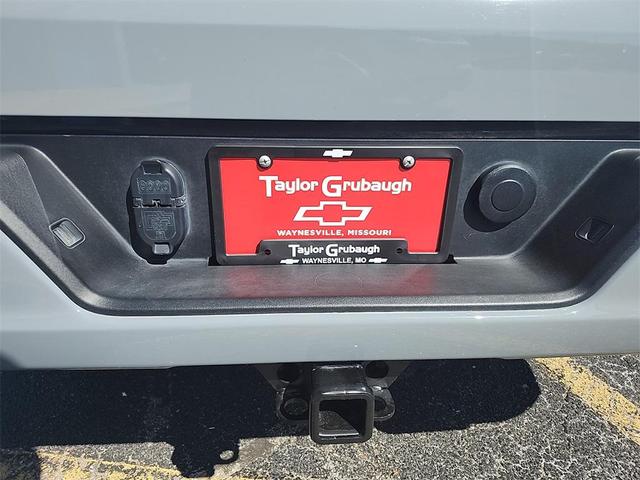 Taylor Grubaugh
WAYNESVILLE, MISSOURI
Taylor Grubaugh
WAYNESVILLE, MO